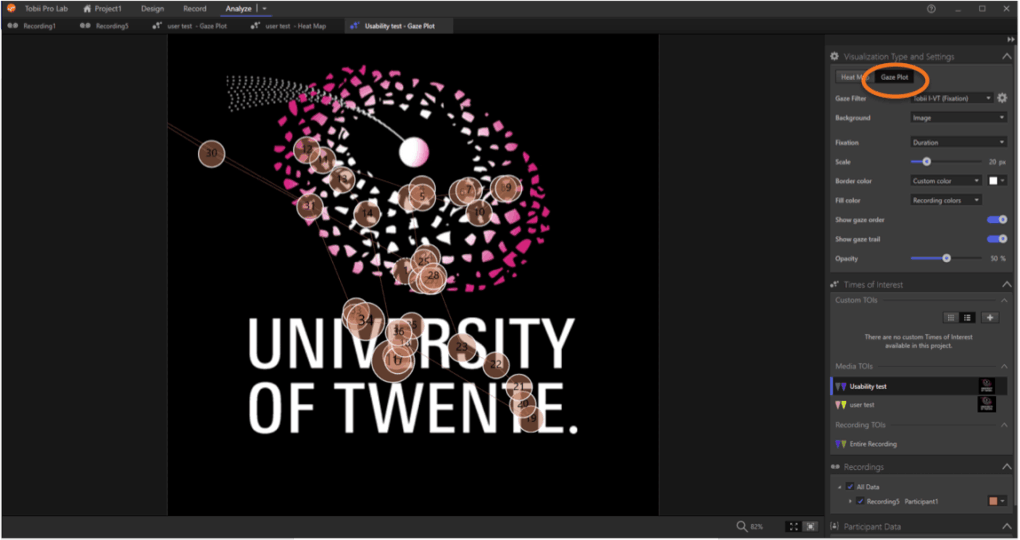 Tobii Pro Lab Project1 Design Record Analyze
Recording1 Recording5 user test - Gaze Plot user test - Heat Map Usability test - Gaze Plot
Visualization Type and Settings
Heat Gaze Plot
Gaze Filter Tobii I-VT (Fixation)
Background Image
Fixation Duration
Scale 20 px
Border color Custom color
Fill color Recording colors
Show gaze order
Show gaze trail
Opacity 50 %
Times of Interest
Custom TOIs
There are no custom Times of Interest
available in this project.
Media TOIs
Usability test
user test
Recording TOIs
Entire Recording
Recordings
All Data
Recording5 Participant1
Participant Data
30
12
11
13
5
7
9
31
14
10
25
28
34
36
17
23
22
21
20
19
UNIVERSITY
OF TWENTE.
82%